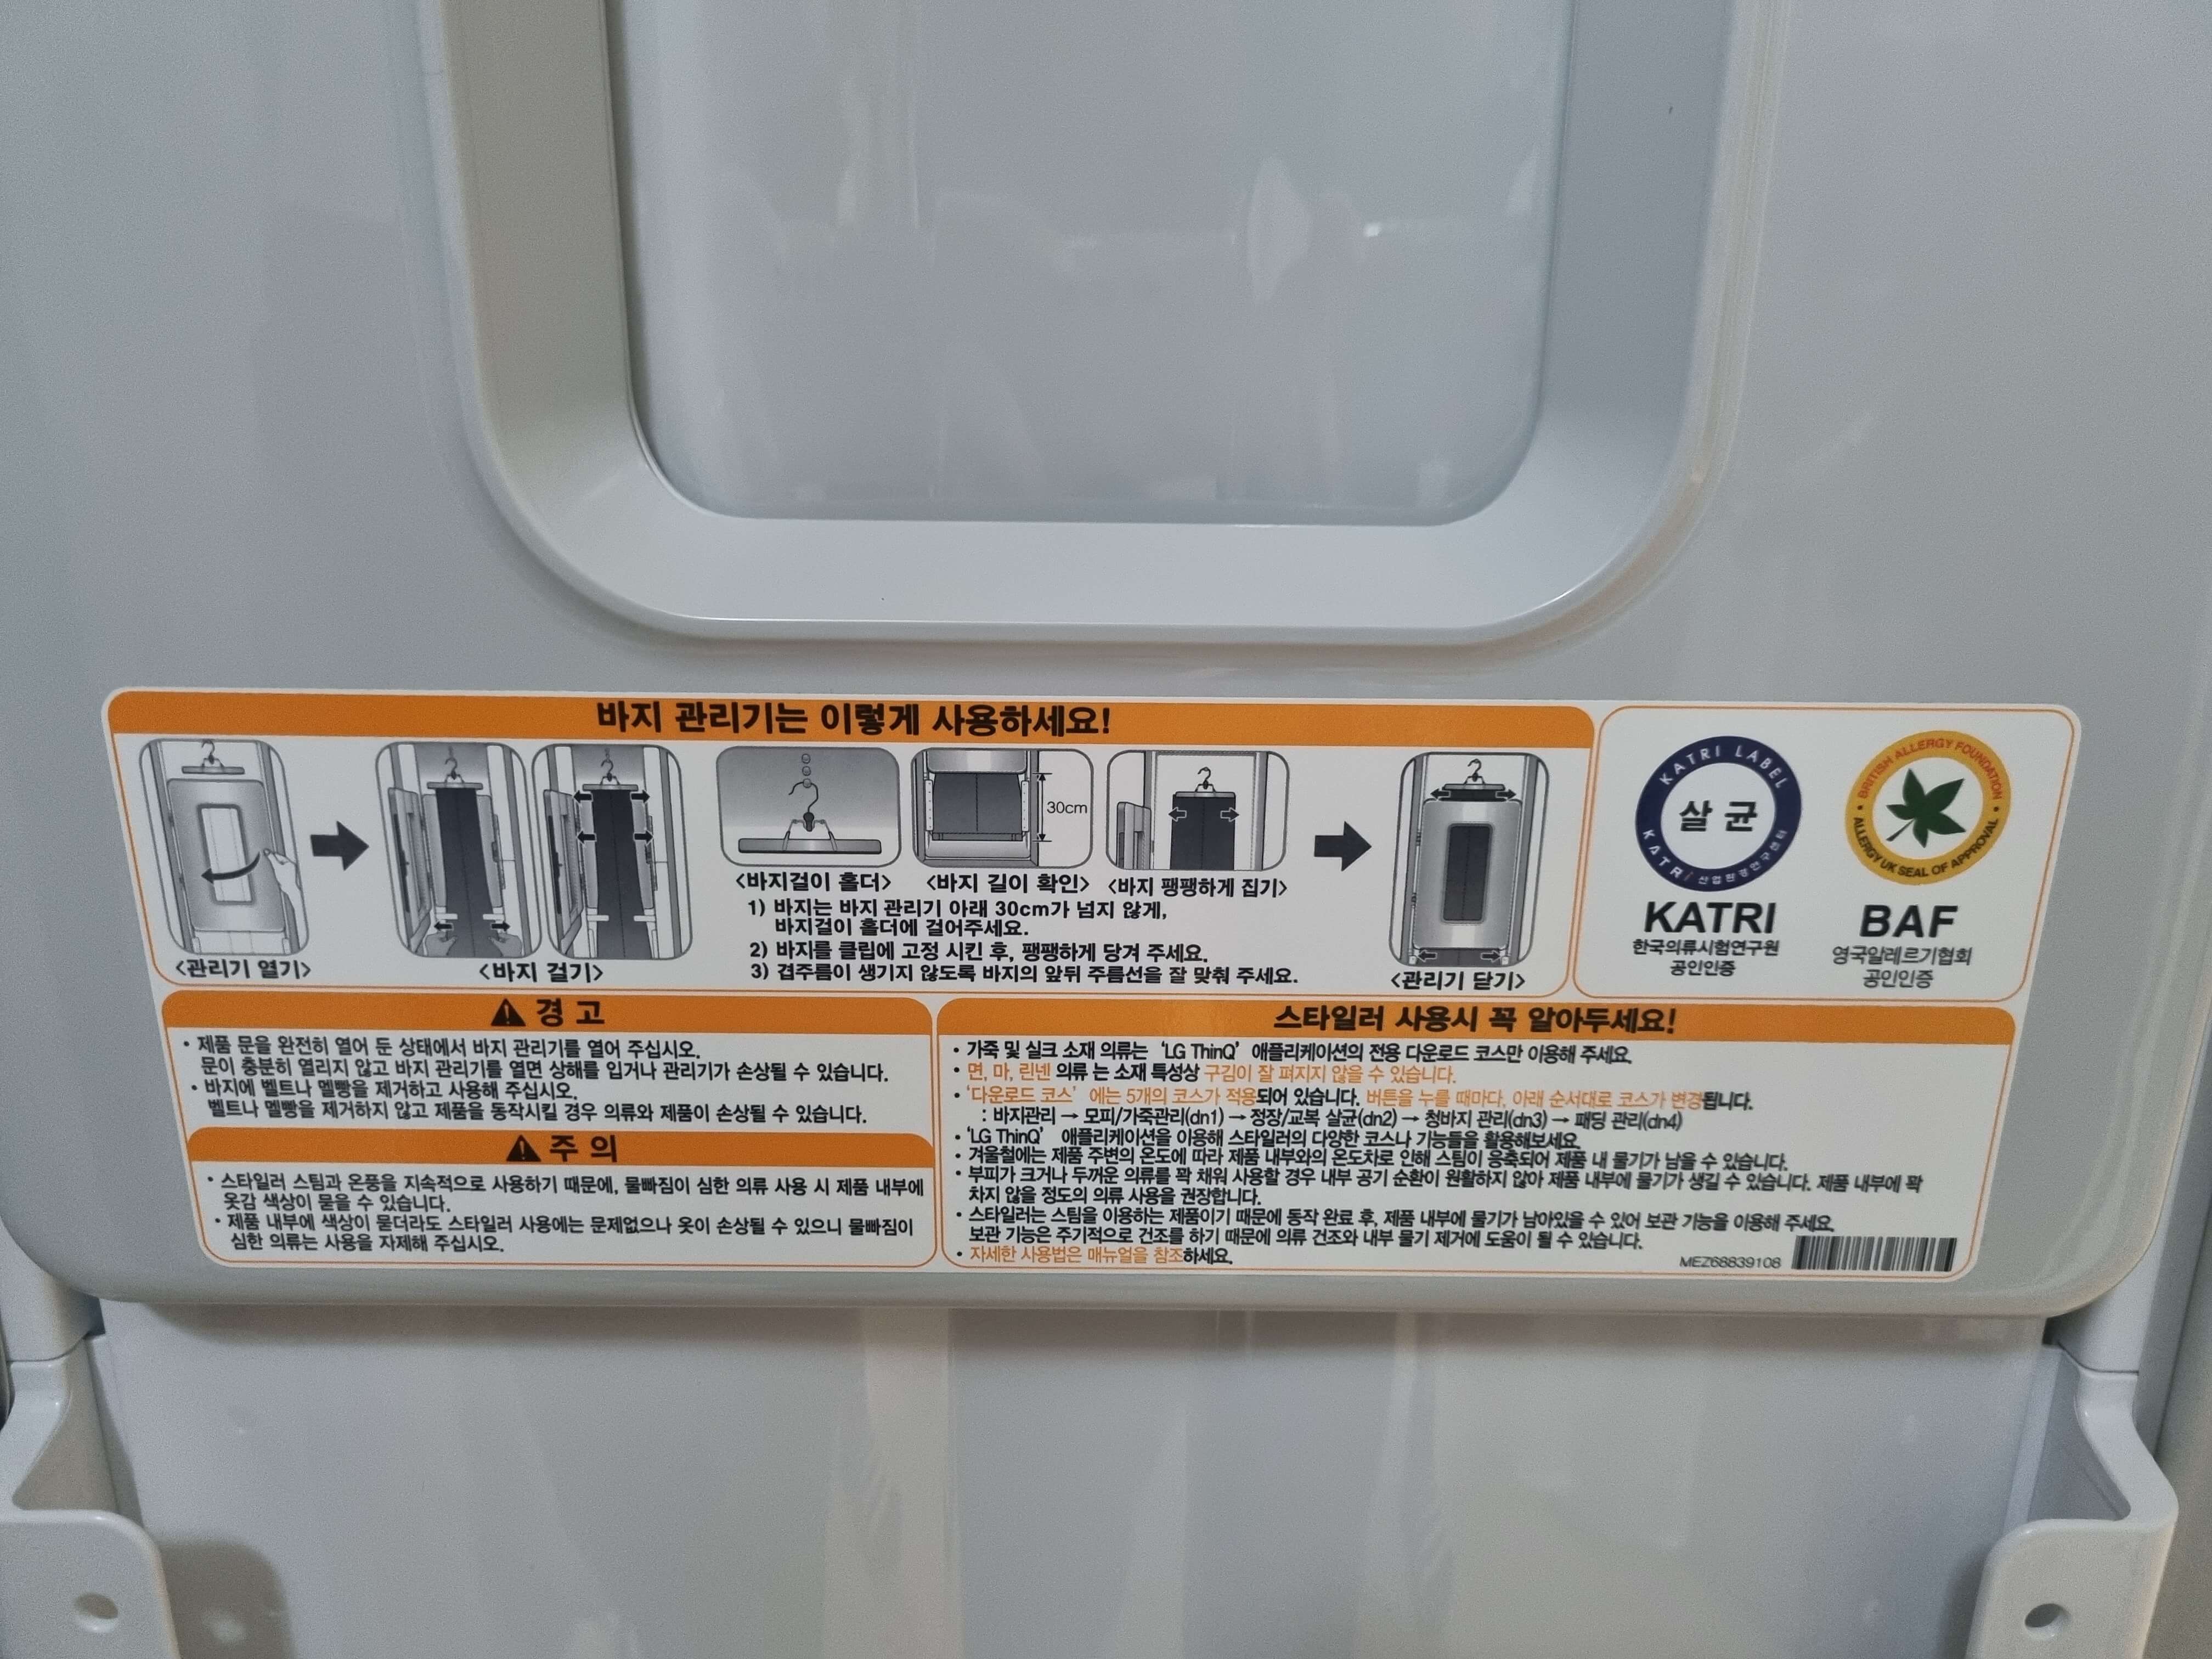 바지 관리기는 이렇게 사용하세요!
<관리기 열기>
<바지 걸기>
30cm
<바지걸이 홀더>
<바지 길이 확인>
<바지 팽팽하게 집기>
1) 바지는 바지 관리기 아래 30cm가 넘지 않게,
바지걸이 홀더에 걸어주세요.
2) 바지를 클립에 고정 시킨 후, 팽팽하게 당겨 주세요.
3) 겹주름이 생기지 않도록 바지의 앞뒤 주름선을 잘 맞춰 주세요.
<관리기 닫기>
KATRI LABEL
살균
KATRI 산업환경연구센터
KATRI
한국의류시험연구원
공인인증
BRITISH ALLERGY FOUNDATION
ALLERGY UK SEAL OF APPROVAL
BAF
영국알레르기협회
공인인증
⚠ 경 고
• 제품 문을 완전히 열어 둔 상태에서 바지 관리기를 열어 주십시오.
문이 충분히 열리지 않고 바지 관리기를 열면 상해를 입거나 관리기가 손상될 수 있습니다.
• 바지에 벨트나 멜빵을 제거하고 사용해 주십시오.
벨트나 멜빵을 제거하지 않고 제품을 동작시킬 경우 의류와 제품이 손상될 수 있습니다.
⚠ 주 의
• 스타일러 스팀과 온풍을 지속적으로 사용하기 때문에, 물빠짐이 심한 의류 사용 시 제품 내부에
옷감 색상이 묻을 수 있습니다.
• 제품 내부에 색상이 묻더라도 스타일러 사용에는 문제없으나 옷이 손상될 수 있으니 물빠짐이
심한 의류는 사용을 자제해 주십시오.
스타일러 사용시 꼭 알아두세요!
• 가죽 및 실크 소재 의류는 'LG ThinQ' 애플리케이션의 전용 다운로드 코스만 이용해 주세요.
• 면, 마, 린넨 의류 는 소재 특성상 구김이 잘 펴지지 않을 수 있습니다.
• '다운로드 코스' 에는 5개의 코스가 적용되어 있습니다. 버튼을 누를 때마다, 아래 순서대로 코스가 변경됩니다.
: 바지관리 → 모피/가죽관리(dn1) → 정장/교복 살균(dn2) → 청바지 관리(dn3) → 패딩 관리(dn4)
• 'LG ThinQ' 애플리케이션을 이용해 스타일러의 다양한 코스나 기능들을 활용해보세요.
• 겨울철에는 제품 주변의 온도에 따라 제품 내부와의 온도차로 인해 스팀이 응축되어 제품 내 물기가 남을 수 있습니다.
• 부피가 크거나 두꺼운 의류를 꽉 채워 사용할 경우 내부 공기 순환이 원활하지 않아 제품 내부에 물기가 생길 수 있습니다. 제품 내부에 꽉
차지 않을 정도의 의류 사용을 권장합니다.
• 스타일러는 스팀을 이용하는 제품이기 때문에 동작 완료 후, 제품 내부에 물기가 남아있을 수 있어 보관 기능을 이용해 주세요.
보관 기능은 주기적으로 건조를 하기 때문에 의류 건조와 내부 물기 제거에 도움이 될 수 있습니다.
• 자세한 사용법은 매뉴얼을 참조하세요.
MEZ68839108